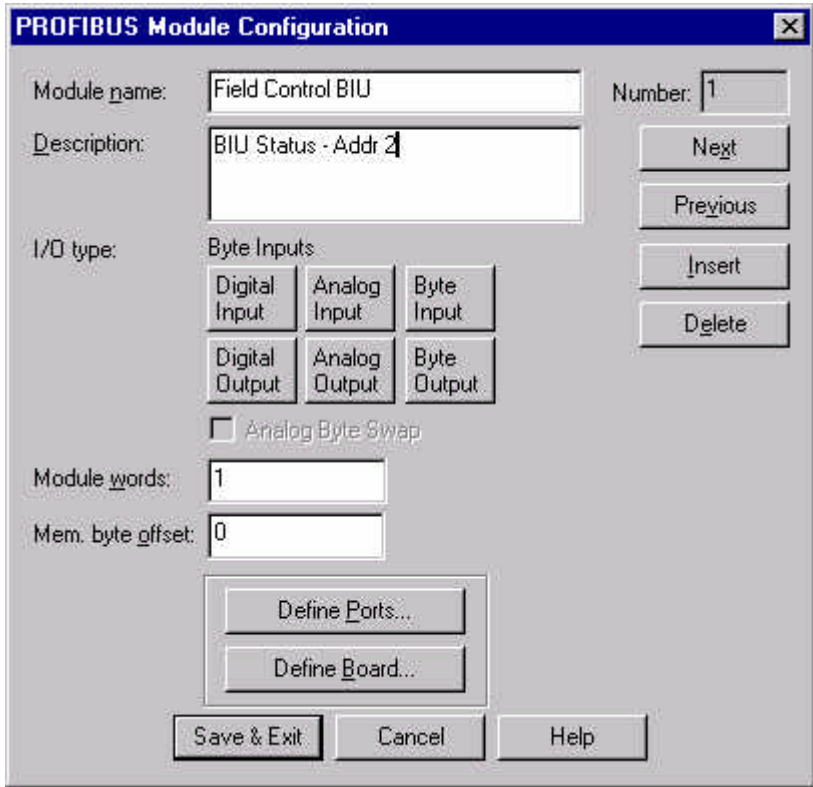 PROFIBUS Module Configuration
Module name: Field Control BIU Number: 1
Description: BIU Status - Addr 2
Next
Previous
I/O type: Byte Inputs
Insert
Digital Input Analog Input Byte Input
Delete
Digital Output Analog Output Byte Output
Analog Byte Swap
Module words: 1
Mem. byte offset: 0
Define Ports...
Define Board...
Save & Exit Cancel Help